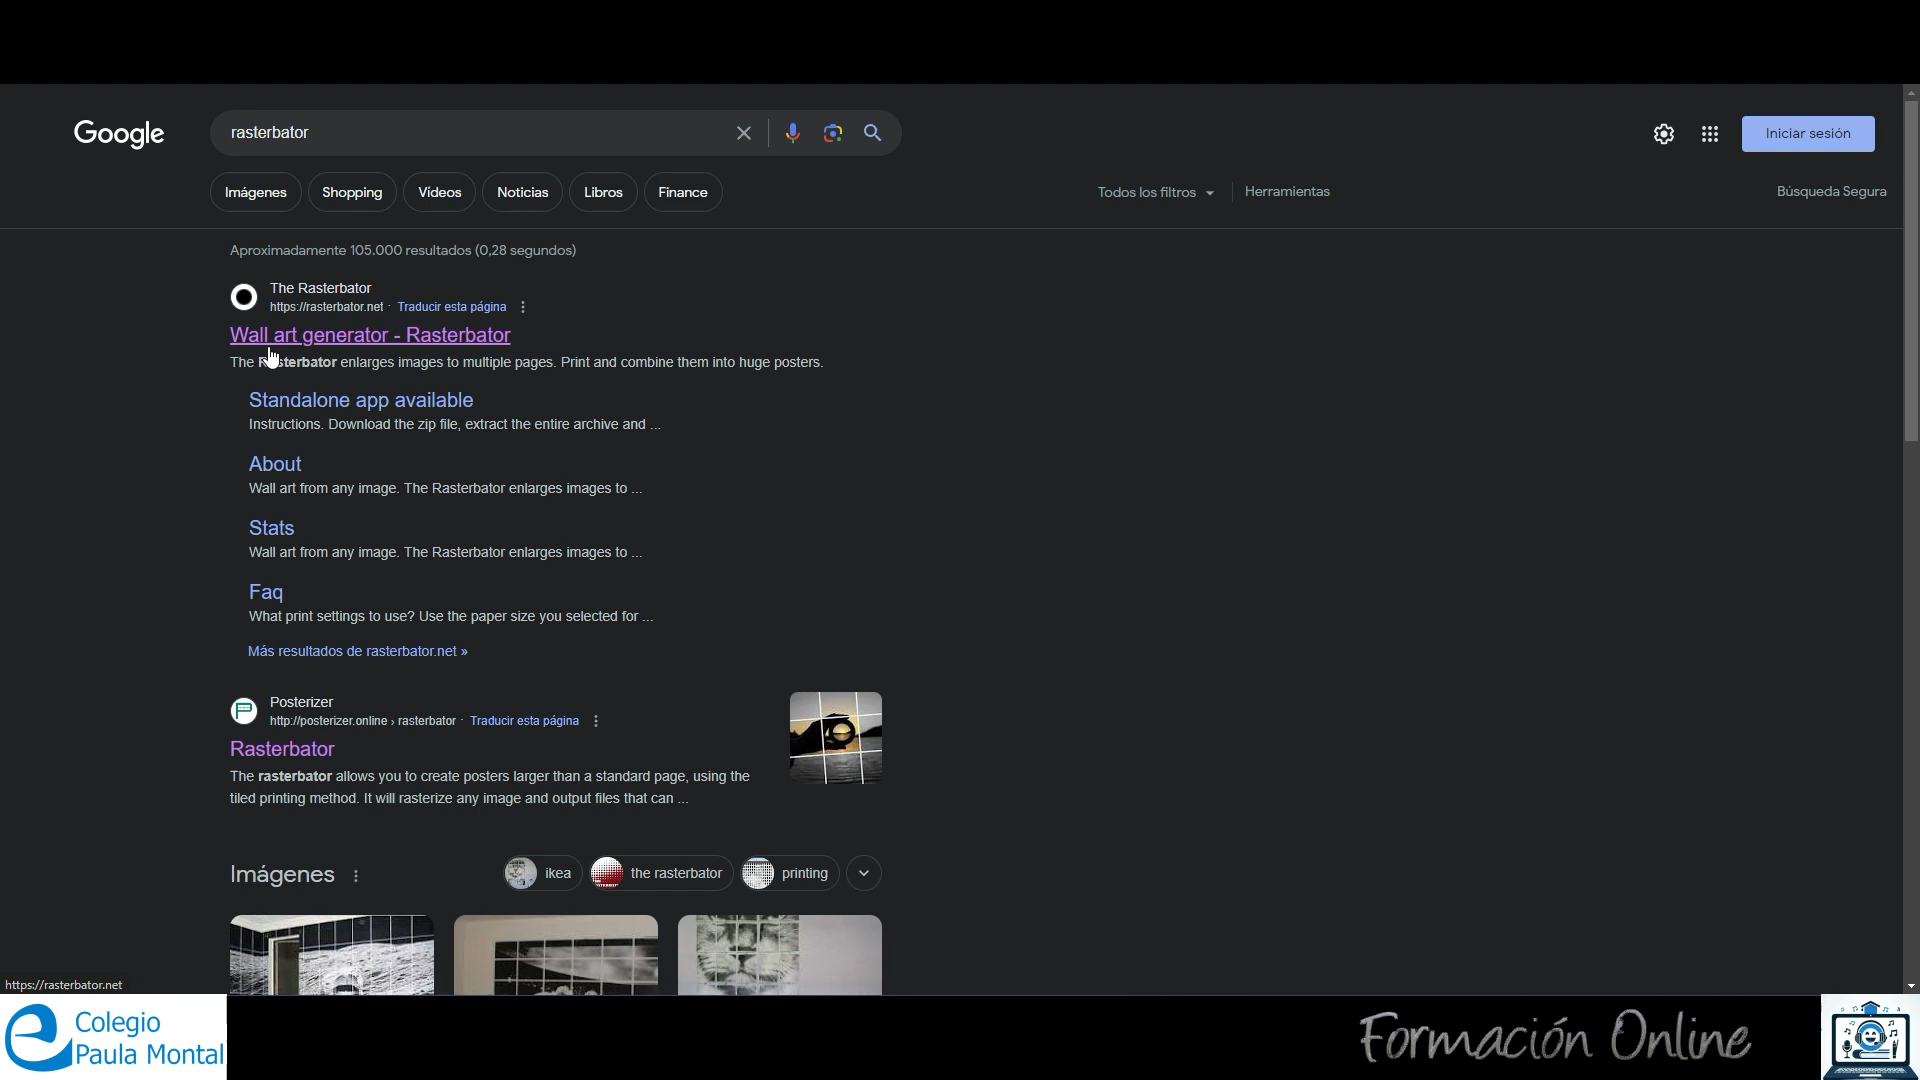 Google
rasterbator
Iniciar sesión
Imágenes
Shopping
Vídeos
Noticias
Libros
Finance
Todos los filtros
Herramientas
Búsqueda Segura
Aproximadamente 105.000 resultados (0,28 segundos)
The Rasterbator
https://rasterbator.net · Traducir esta página
Wall art generator - Rasterbator
The Rasterbator enlarges images to multiple pages. Print and combine them into huge posters.
Standalone app available
Instructions. Download the zip file, extract the entire archive and ...
About
Wall art from any image. The Rasterbator enlarges images to ...
Stats
Wall art from any image. The Rasterbator enlarges images to ...
Faq
What print settings to use? Use the paper size you selected for ...
Más resultados de rasterbator.net »
Posterizer
http://posterizer.online › rasterbator · Traducir esta página
Rasterbator
The rasterbator allows you to create posters larger than a standard page, using the
tiled printing method. It will rasterize any image and output files that can ...
Imágenes
ikea
the rasterbator
printing
https://rasterbator.net
Colegio
Paula Montal
Formación Online